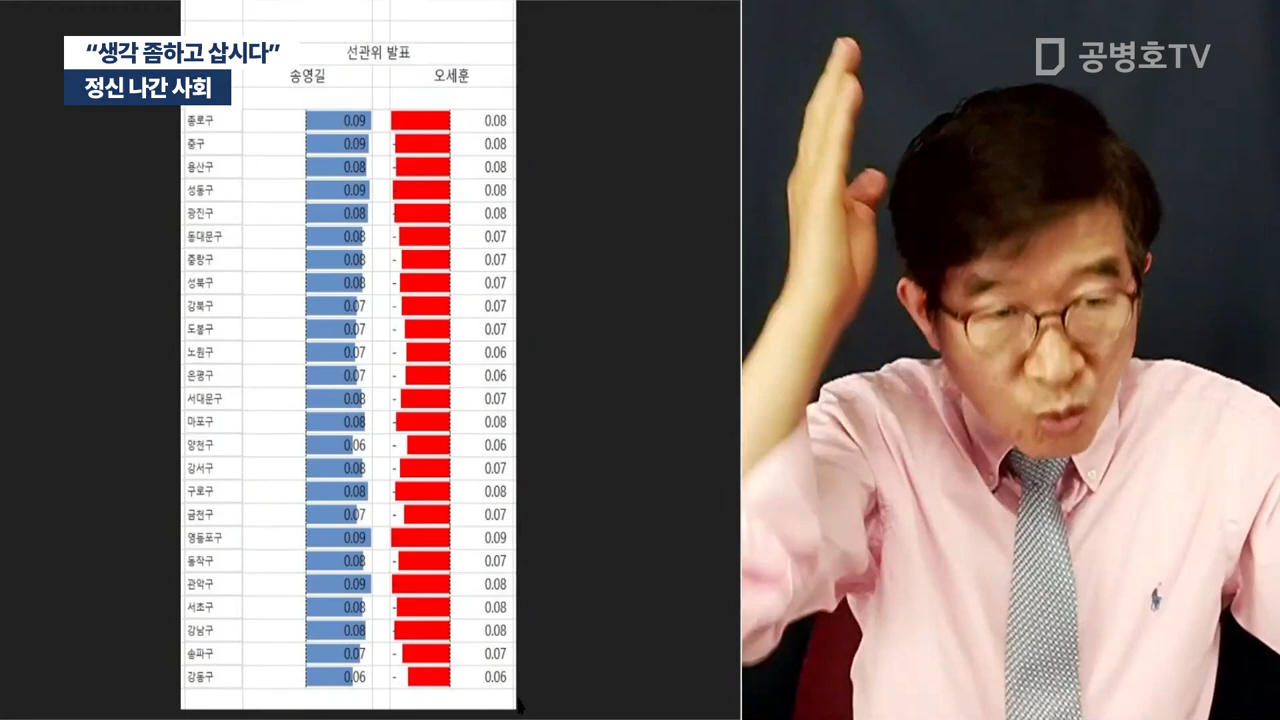 “생각 좀하고 삽시다”
정신 나간 사회
공병호TV
선관위 발표
송영길 오세훈
종로구 0.09 0.08
중구 0.09 - 0.08
용산구 0.08 - 0.08
성동구 0.09 - 0.08
광진구 0.08 - 0.08
동대문구 0.08 - 0.07
중랑구 0.08 - 0.07
성북구 0.08 - 0.07
강북구 0.07 - 0.07
도봉구 0.07 - 0.07
노원구 0.07 - 0.06
은평구 0.07 - 0.06
서대문구 0.08 - 0.07
마포구 0.08 - 0.08
양천구 0.06 - 0.06
강서구 0.08 - 0.07
구로구 0.08 - 0.08
금천구 0.07 - 0.07
영등포구 0.09 0.09
동작구 0.08 - 0.07
관악구 0.09 - 0.08
서초구 0.08 - 0.08
강남구 0.08 - 0.08
송파구 0.07 - 0.07
강동구 0.06 - 0.06